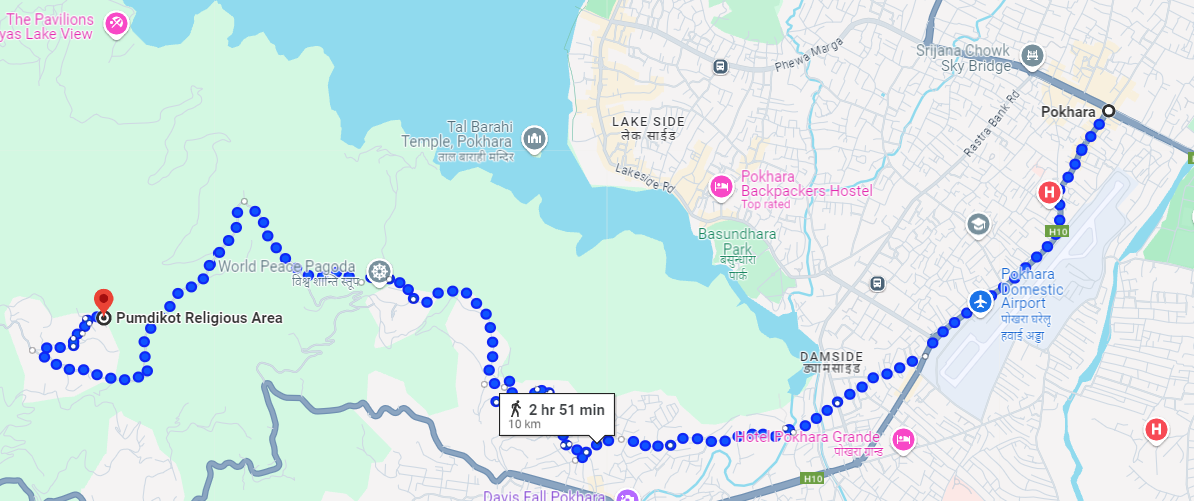 The Pavilions
yas Lake View
Srijana Chowk
Sky Bridge
Phewa Marga
Pokhara
Rastra Bank Rd
LAKE SIDE
लेक साईड
Tal Barahi
Temple, Pokhara
ताल बाराही मन्दिर
Lakeside Rd
Pokhara
Backpackers Hostel
Top rated
H
Basundhara
Park
बसुन्धारा
पार्क
H10
World Peace Pagoda
विश्व शान्ति स्तूप
Pokhara
Domestic
Airport
पोखरा घरेलु
हवाई अड्डा
Pumdikot Religious Area
DAMSIDE
ड्यामसाइड
2 hr 51 min
10 km
Hotel Pokhara Grande
पोखरा ग्रान्ड
H
H10
Davis Fall Pokhara